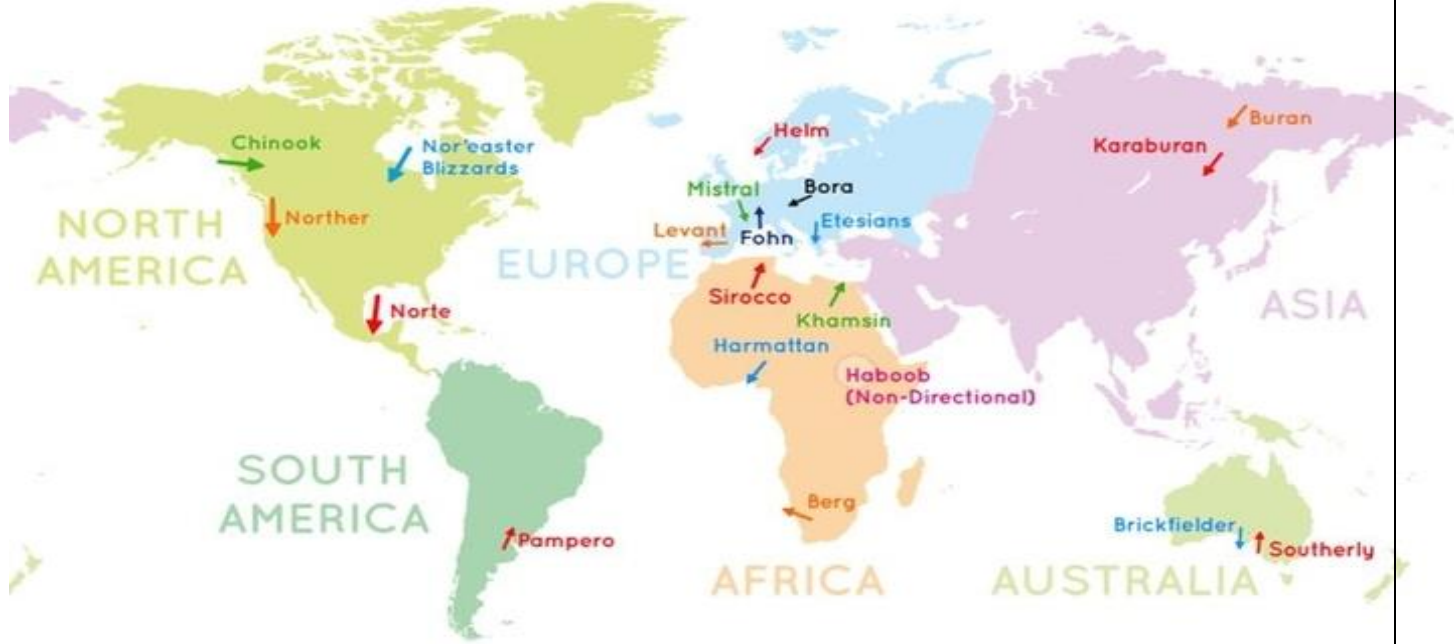 Chinook
Nor'easter
Blizzards
Helm
Buran
Karaburan
Mistral
Bora
NORTH
AMERICA
Norther
Levant
Fohn
Etesians
EUROPE
Sirocco
Khamsin
ASIA
Norte
Harmattan
Haboob
(Non-Directional)
SOUTH
AMERICA
Pampero
Berg
AFRICA
Brickfielder
Southerly
AUSTRALIA